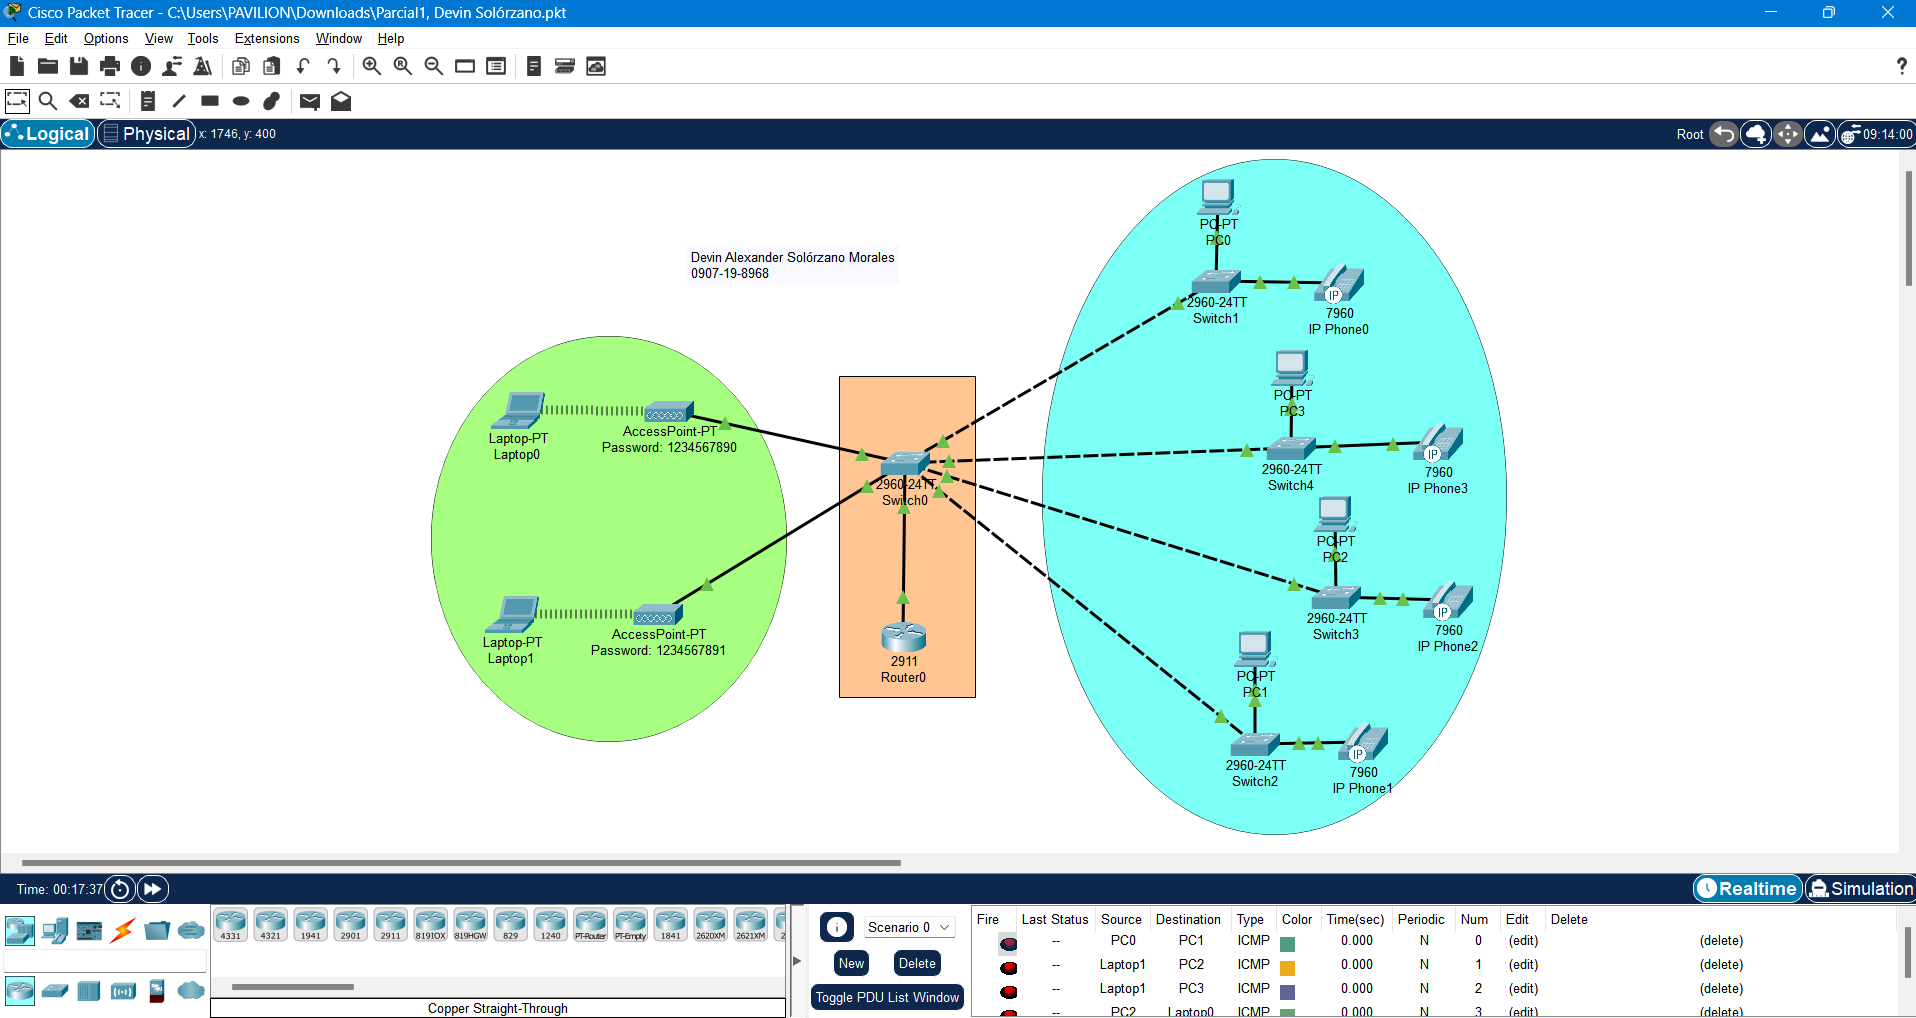 Cisco Packet Tracer - C:\Users\PAVILION\Downloads\Parcial1, Devin Solórzano.pkt
File Edit Options View Tools Extensions Window Help
?
Logical Physical x: 1746, y: 400 Root 09:14:00
Devin Alexander Solórzano Morales
0907-19-8968
PC-PT
PC0
2960-24TT
Switch1
IP
7960
IP Phone0
PC-PT
PC3
2960-24TT
Switch4
IP
7960
IP Phone3
Laptop-PT
Laptop0
AccessPoint-PT
Password: 1234567890
2960-24TT
Switch0
PC-PT
PC2
2960-24TT
Switch3
IP
7960
IP Phone2
Laptop-PT
Laptop1
AccessPoint-PT
Password: 1234567891
2911
Router0
PC-PT
PC1
2960-24TT
Switch2
IP
7960
IP Phone1
Time: 00:17:37 Realtime Simulation
4331 4321 1941 2901 2911 819IOX 819HGW 829 1240 PT-Router PT-Empty 1841 2620XM 2621XM 2
Copper Straight-Through
Scenario 0
New Delete
Toggle PDU List Window
Fire Last Status Source Destination Type Color Time(sec) Periodic Num Edit Delete
-- PC0 PC1 ICMP 0.000 N 0 (edit) (delete)
-- Laptop1 PC2 ICMP 0.000 N 1 (edit) (delete)
-- Laptop1 PC3 ICMP 0.000 N 2 (edit) (delete)
-- PC2 Laptop0 ICMP 0.000 N 3 (edit) (delete)